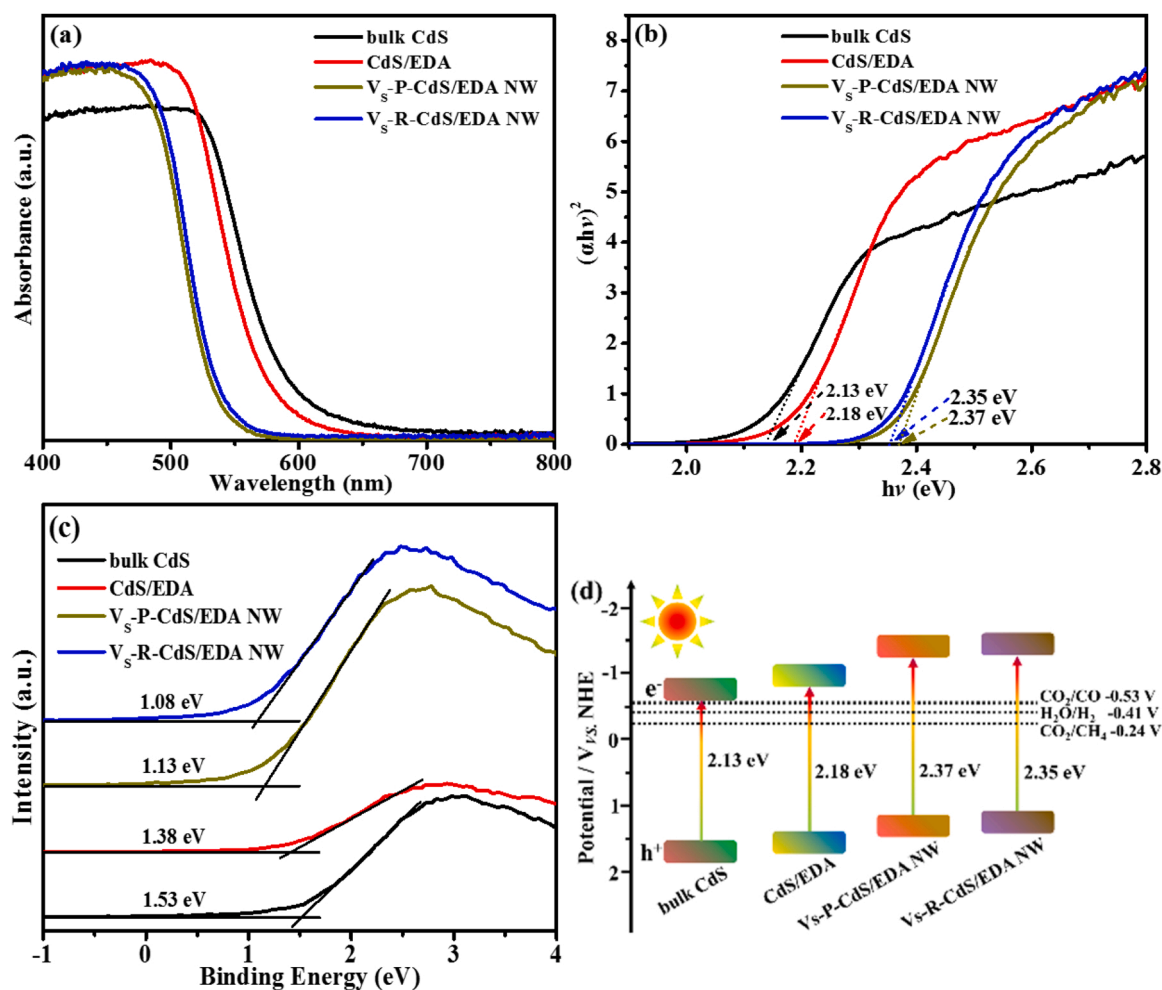 (a)
bulk CdS
CdS/EDA
V_S-P-CdS/EDA NW
V_S-R-CdS/EDA NW
Absorbance (a.u.)
400 500 600 700 800
Wavelength (nm)
(b)
bulk CdS
CdS/EDA
V_S-P-CdS/EDA NW
V_S-R-CdS/EDA NW
(αhν)²
8
7
6
5
4
3
2
1
0
2.13 eV
2.18 eV
2.35 eV
2.37 eV
2.0 2.2 2.4 2.6 2.8
hν (eV)
(c)
bulk CdS
CdS/EDA
V_S-P-CdS/EDA NW
V_S-R-CdS/EDA NW
Intensity (a.u.)
1.08 eV
1.13 eV
1.38 eV
1.53 eV
-1 0 1 2 3 4
Binding Energy (eV)
(d)
Potential / V_VS. NHE
-2
-1
0
1
2
e⁻
h⁺
CO₂/CO -0.53 V
H₂O/H₂ -0.41 V
CO₂/CH₄ -0.24 V
2.13 eV
2.18 eV
2.37 eV
2.35 eV
bulk CdS
CdS/EDA
Vs-P-CdS/EDA NW
Vs-R-CdS/EDA NW